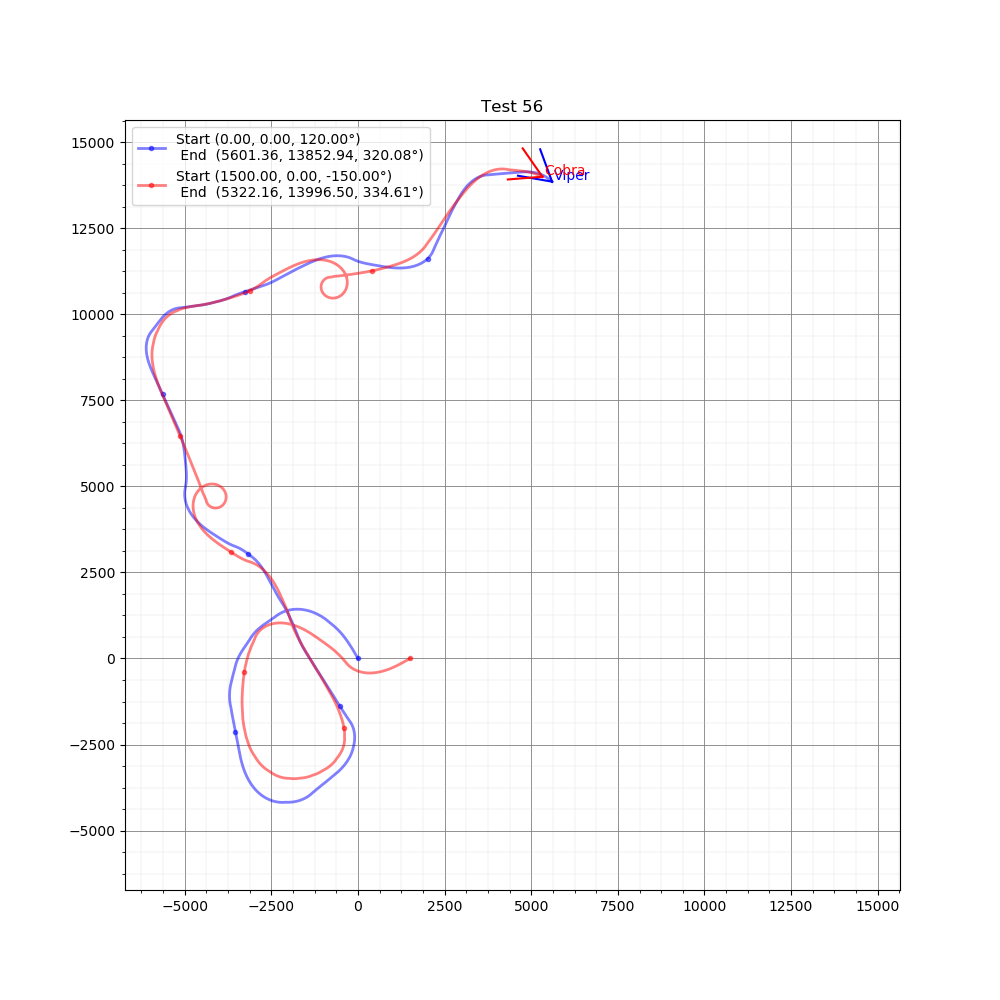 Test 56
Start (0.00, 0.00, 120.00°)
End (5601.36, 13852.94, 320.08°)
Start (1500.00, 0.00, -150.00°)
End (5322.16, 13996.50, 334.61°)
Cobra
Viper
15000
12500
10000
7500
5000
2500
0
−2500
−5000
−5000 −2500 0 2500 5000 7500 10000 12500 15000